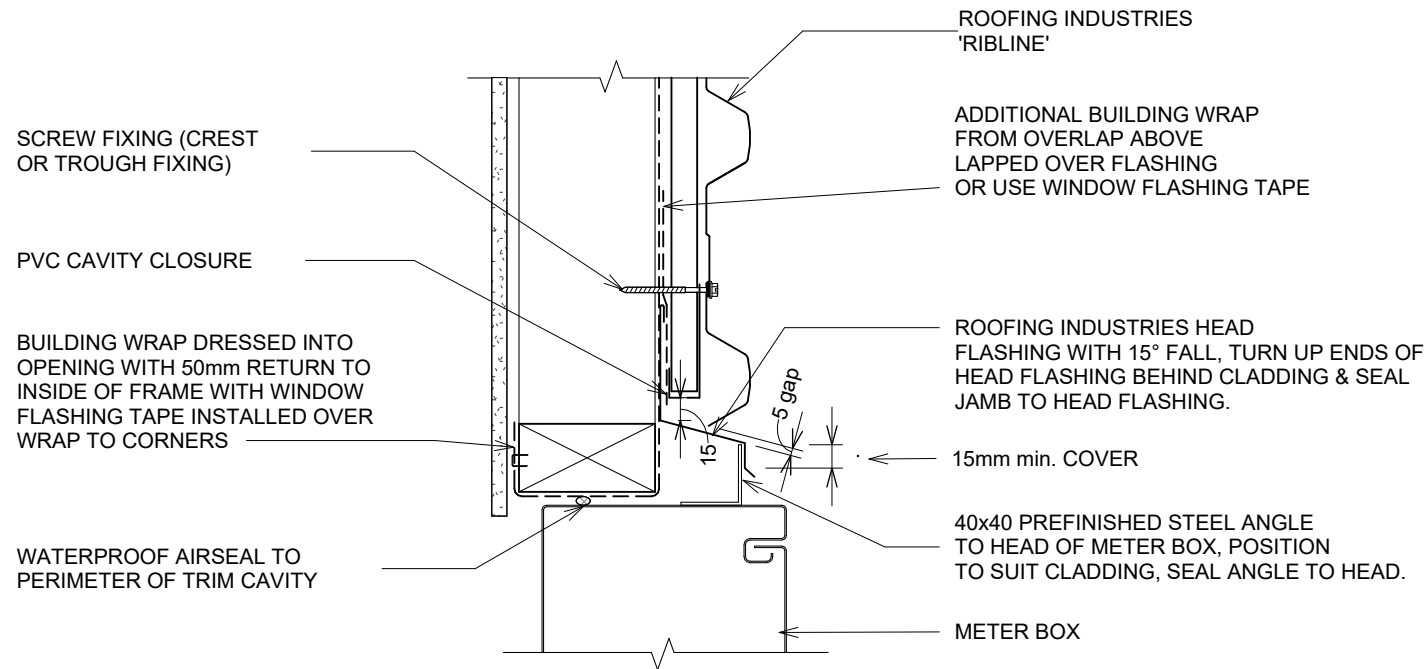 ROOFING INDUSTRIES
'RIBLINE'
ADDITIONAL BUILDING WRAP
FROM OVERLAP ABOVE
LAPPED OVER FLASHING
OR USE WINDOW FLASHING TAPE
SCREW FIXING (CREST
OR TROUGH FIXING)
PVC CAVITY CLOSURE
BUILDING WRAP DRESSED INTO
OPENING WITH 50mm RETURN TO
INSIDE OF FRAME WITH WINDOW
FLASHING TAPE INSTALLED OVER
WRAP TO CORNERS
ROOFING INDUSTRIES HEAD
FLASHING WITH 15° FALL, TURN UP ENDS OF
HEAD FLASHING BEHIND CLADDING & SEAL
JAMB TO HEAD FLASHING.
5 gap
15
15mm min. COVER
40x40 PREFINISHED STEEL ANGLE
TO HEAD OF METER BOX, POSITION
TO SUIT CLADDING, SEAL ANGLE TO HEAD.
WATERPROOF AIRSEAL TO
PERIMETER OF TRIM CAVITY
METER BOX